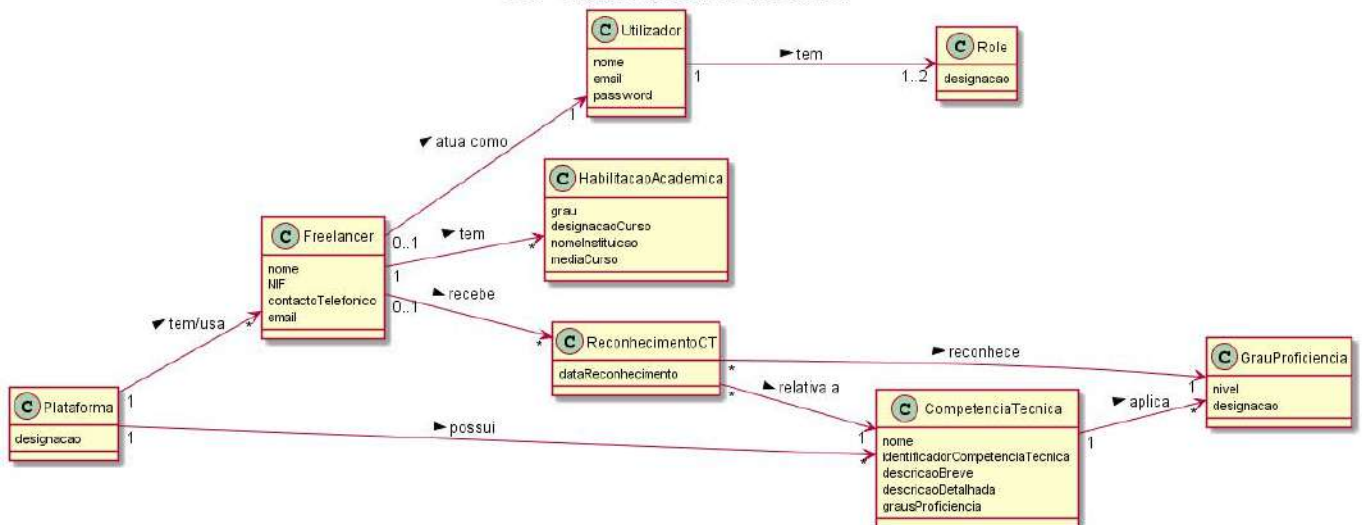 C Utilizador
nome
email
password
1
tem
1..2
C Role
designacao
1
atua como
C HabilitacaoAcademica
grau
designacaoCurso
nomeInstituicao
mediaCurso
C Freelancer
nome
NIF
contactoTelefonico
email
0..1
tem
*
1
recebe
0..1
*
tem/usa
*
C ReconhecimentoCT
dataReconhecimento
*
reconhece
1
C GrauProficiencia
nivel
designacao
*
relativa a
1
C Plataforma
designacao
1
1
possui
*
C CompetenciaTecnica
nome
identificadorCompetenciaTecnica
descricaoBreve
descricaoDetalhada
grausProficiencia
aplica
1
*